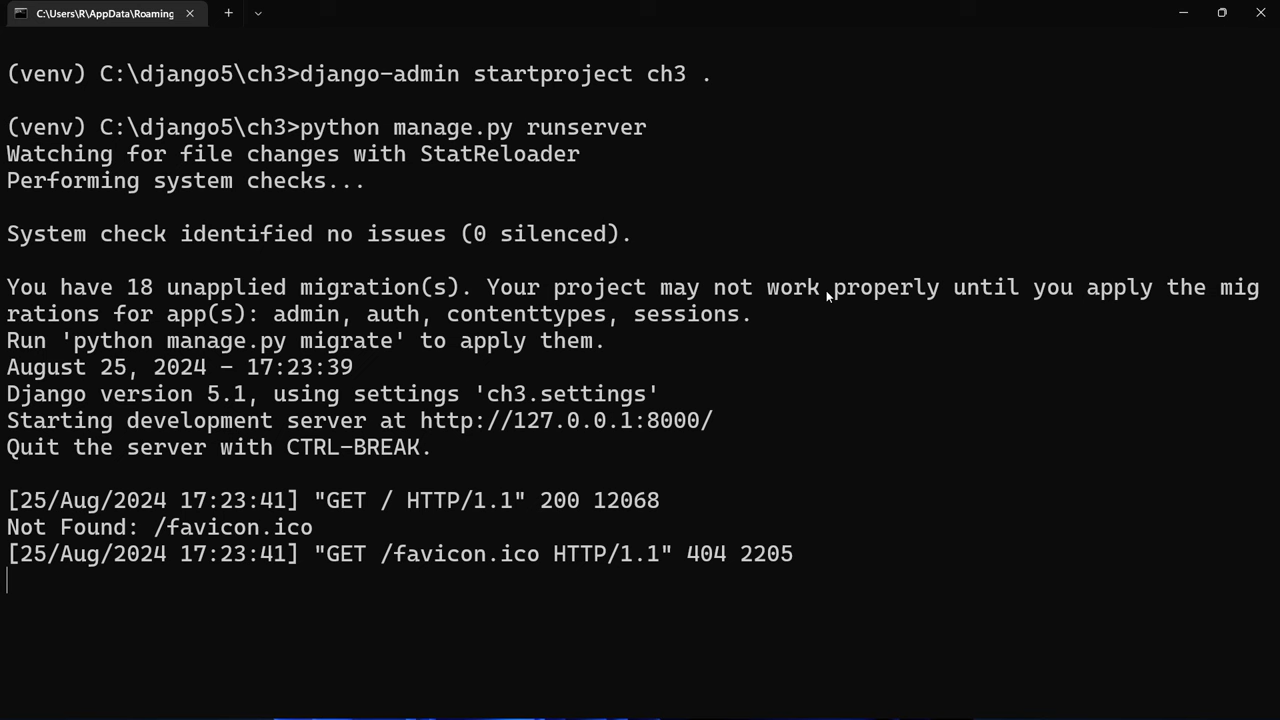 C:\Users\R\AppData\Roaming
(venv) C:\django5\ch3>django-admin startproject ch3 .
(venv) C:\django5\ch3>python manage.py runserver
Watching for file changes with StatReloader
Performing system checks...
System check identified no issues (0 silenced).
You have 18 unapplied migration(s). Your project may not work properly until you apply the mig
rations for app(s): admin, auth, contenttypes, sessions.
Run 'python manage.py migrate' to apply them.
August 25, 2024 - 17:23:39
Django version 5.1, using settings 'ch3.settings'
Starting development server at http://127.0.0.1:8000/
Quit the server with CTRL-BREAK.
[25/Aug/2024 17:23:41] "GET / HTTP/1.1" 200 12068
Not Found: /favicon.ico
[25/Aug/2024 17:23:41] "GET /favicon.ico HTTP/1.1" 404 2205